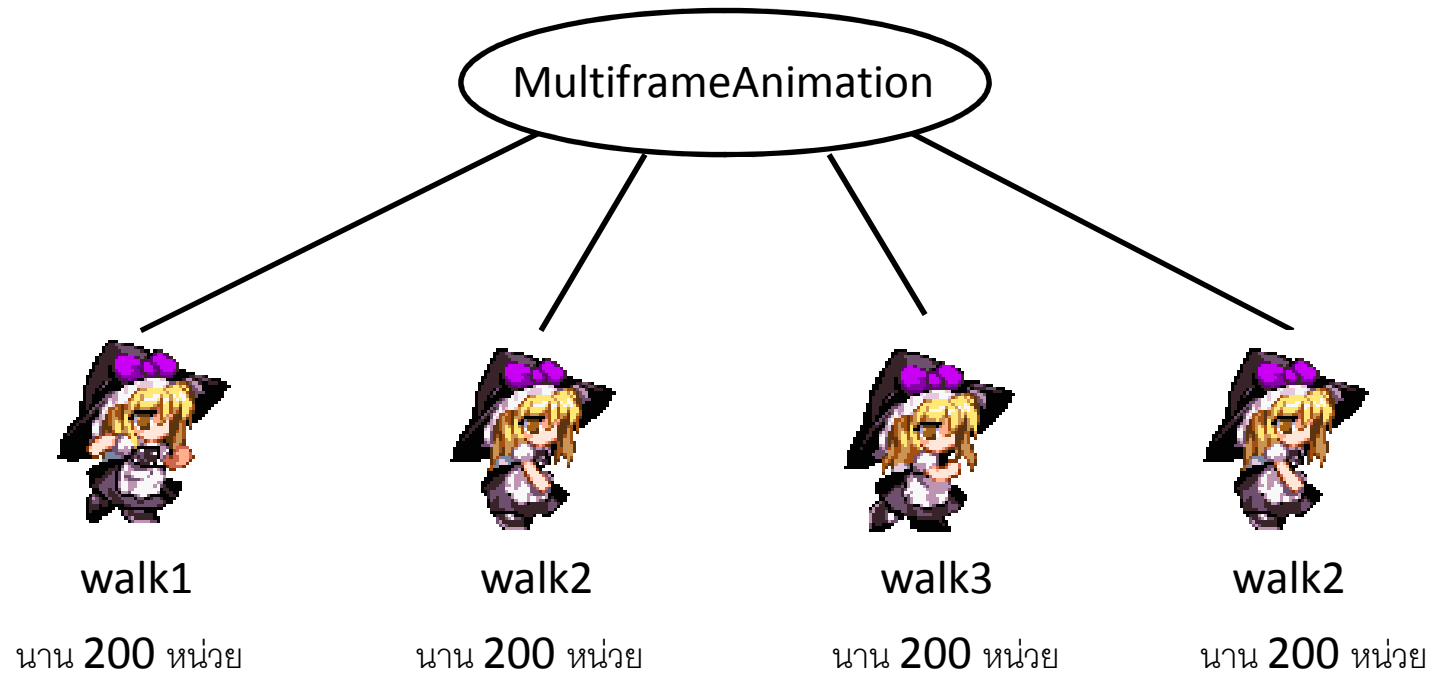 MultiframeAnimation
walk1 walk2 walk3 walk2
นาน 200 หน่วย นาน 200 หน่วย นาน 200 หน่วย นาน 200 หน่วย